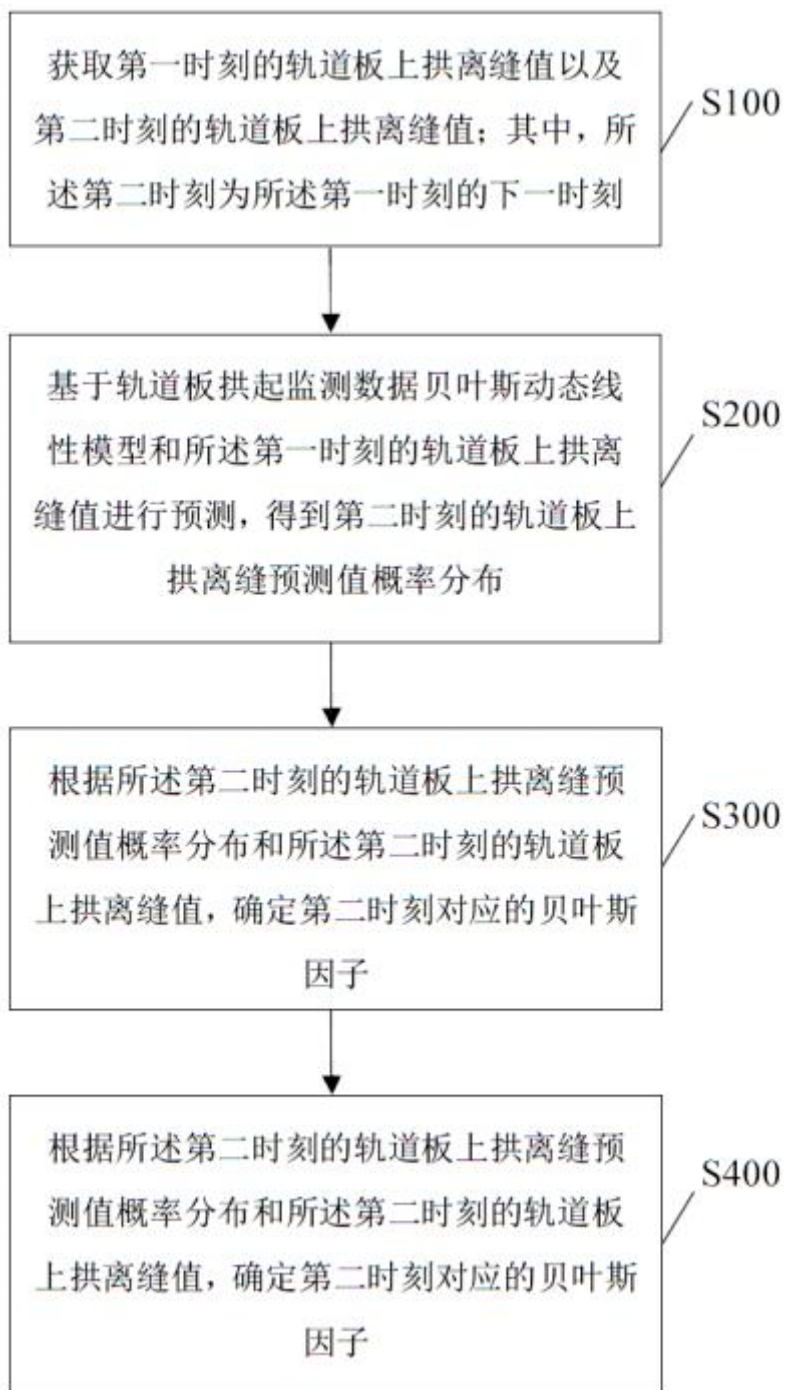 获取第一时刻的轨道板上拱离缝值以及
第二时刻的轨道板上拱离缝值；其中，所
述第二时刻为所述第一时刻的下一时刻
S100
基于轨道板拱起监测数据贝叶斯动态线
性模型和所述第一时刻的轨道板上拱离
缝值进行预测，得到第二时刻的轨道板上
拱离缝预测值概率分布
S200
根据所述第二时刻的轨道板上拱离缝预
测值概率分布和所述第二时刻的轨道板
上拱离缝值，确定第二时刻对应的贝叶斯
因子
S300
根据所述第二时刻的轨道板上拱离缝预
测值概率分布和所述第二时刻的轨道板
上拱离缝值，确定第二时刻对应的贝叶斯
因子
S400